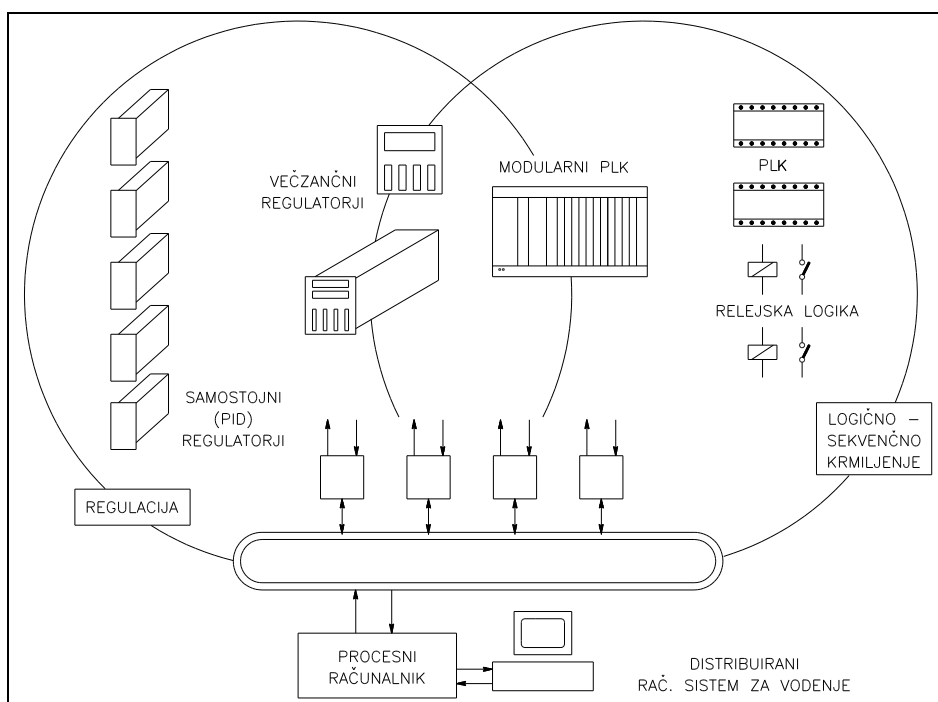 VEČZANČNI
REGULATORJI
MODULARNI PLK
PLK
RELEJSKA LOGIKA
SAMOSTOJNI
(PID)
REGULATORJI
LOGIČNO –
SEKVENČNO
KRMILJENJE
REGULACIJA
PROCESNI
RAČUNALNIK
DISTRIBUIRANI
RAČ. SISTEM ZA VODENJE